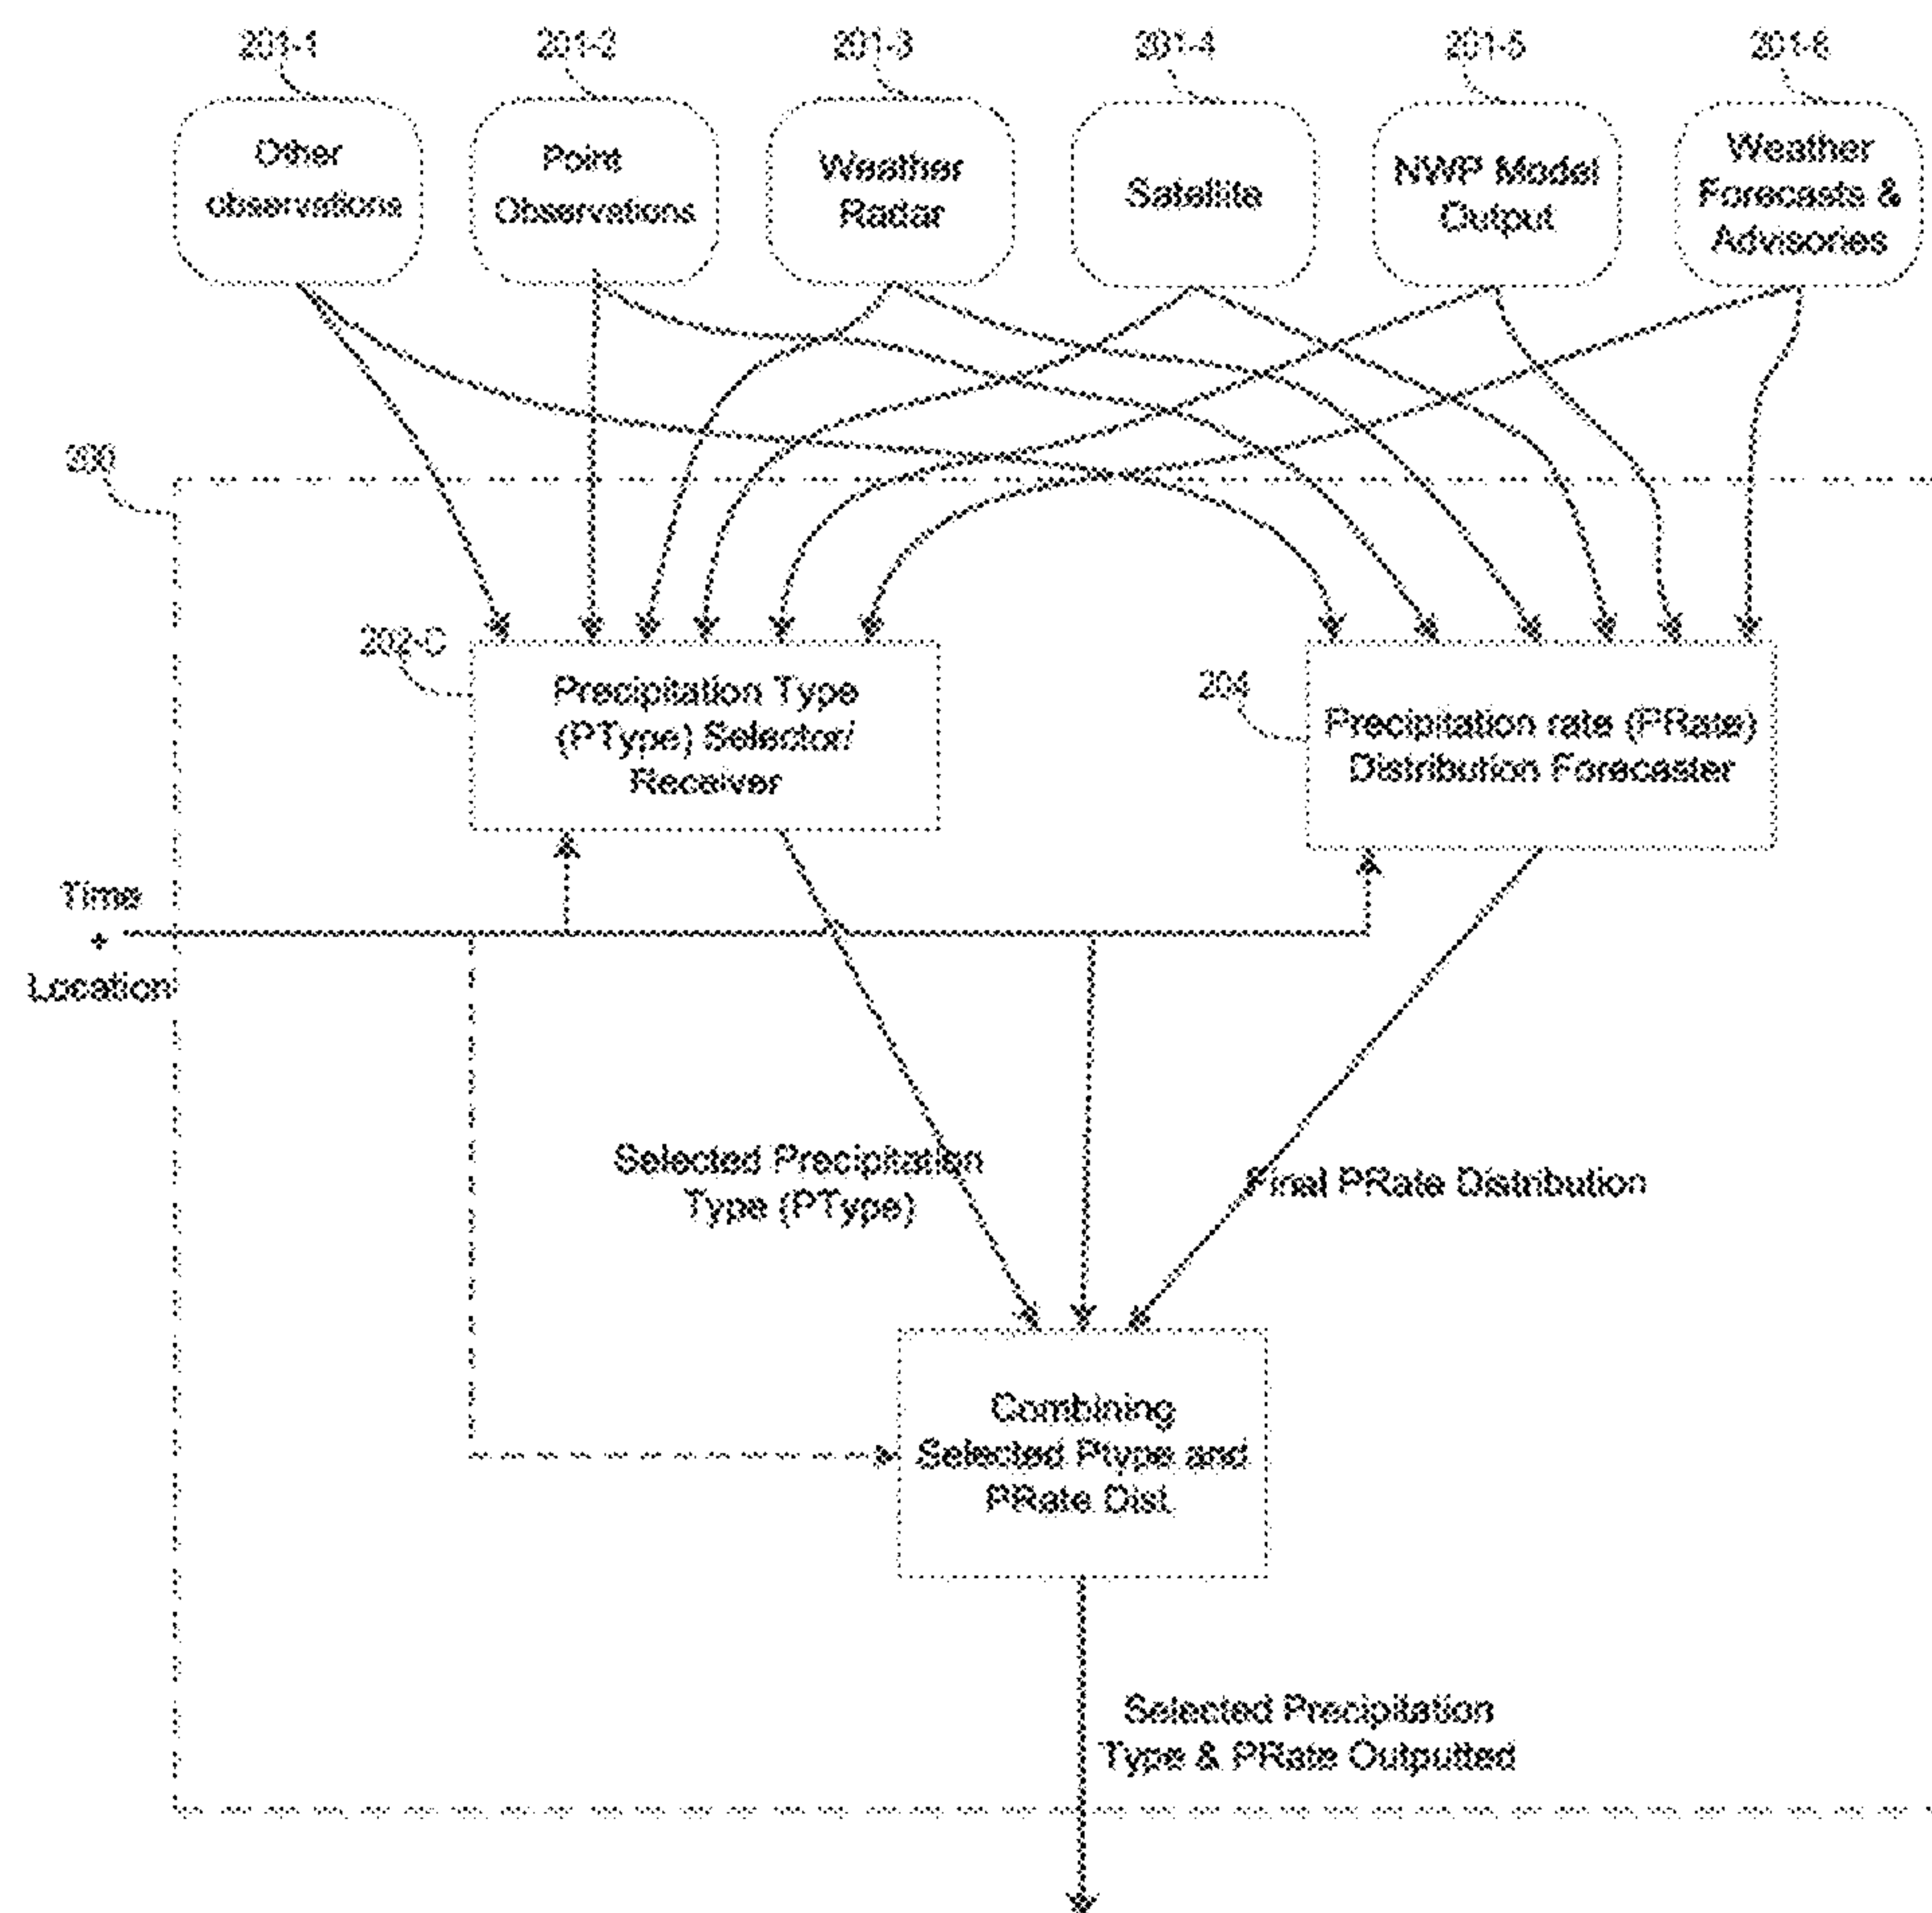 201-1
201-2
201-3
201-4
201-5
201-6
Other
observations
Point
Observations
Weather
Radar
Satellite
NWP Model
Output
Weather
Forecasts &
Advisories
200
202-C
Precipitation Type
(PType) Selector/
Receiver
204
Precipitation rate (PRate)
Distribution Forecaster
Time
+
Location
Selected Precipitation
Type (PType)
Final PRate Distribution
Combining
Selected Ptype and
PRate Dist.
Selected Precipitation
Type & PRate Outputted